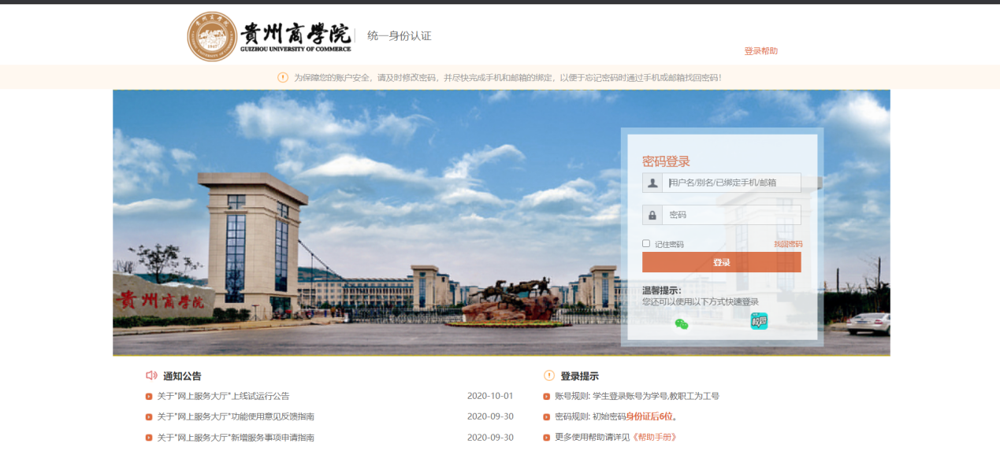 贵州商学院
GUIZHOU UNIVERSITY OF COMMERCE
1947
统一身份认证
登录帮助
为保障您的账户安全，请及时修改密码，并尽快完成手机和邮箱的绑定，以便于忘记密码时通过手机或邮箱找回密码！
贵州商学院
密码登录
用户名/别名/已绑定手机/邮箱
密码
记住密码 找回密码
登录
温馨提示：
您还可以使用以下方式快速登录
校园
通知公告
关于"网上服务大厅"上线试运行公告 2020-10-01
关于"网上服务大厅"功能使用意见反馈指南 2020-09-30
关于"网上服务大厅"新增服务事项申请指南 2020-09-30
登录提示
账号规则: 学生登录账号为学号,教职工为工号
密码规则: 初始密码身份证后6位。
更多使用帮助请详见《帮助手册》